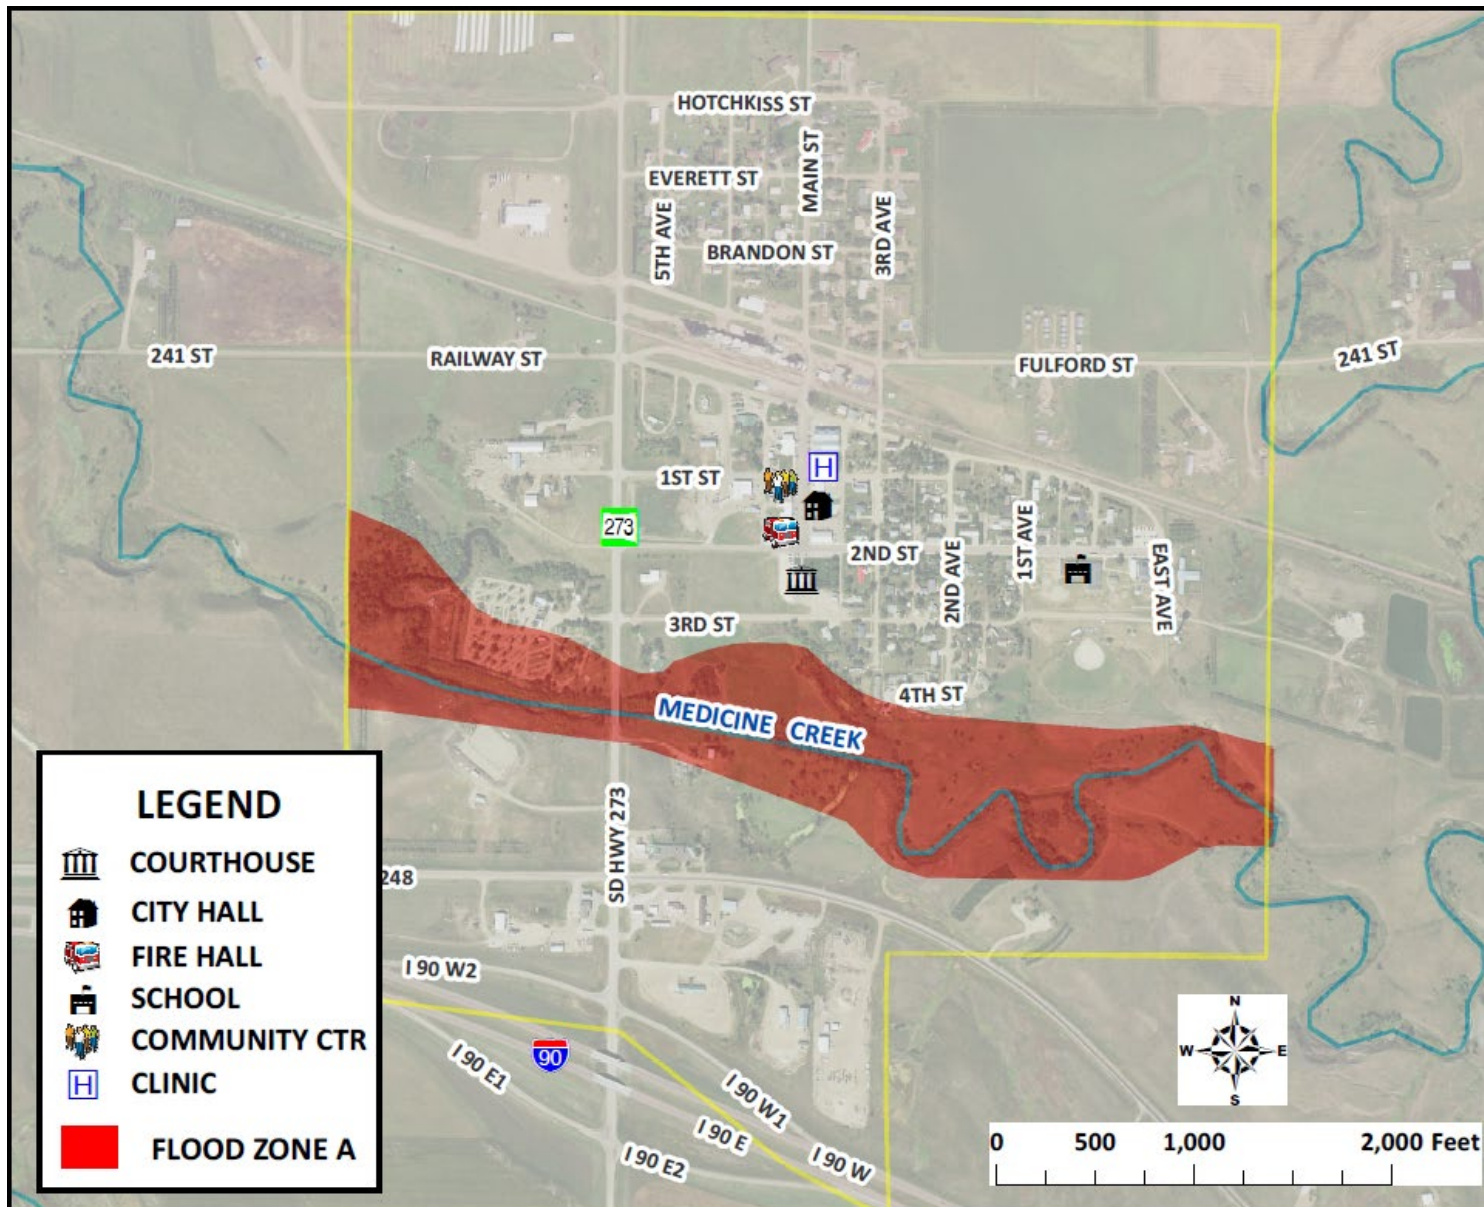 HOTCHKISS ST
MAIN ST
EVERETT ST
5TH AVE
3RD AVE
BRANDON ST
241 ST
RAILWAY ST
FULFORD ST
241 ST
1ST ST
H
273
2ND ST
1ST AVE
2ND AVE
EAST AVE
3RD ST
4TH ST
MEDICINE CREEK
SD HWY 273
248
I 90 W2
I 90 E1
90
I 90 W1
I 90 E
I 90 W
I 90 E2
LEGEND
COURTHOUSE
CITY HALL
FIRE HALL
SCHOOL
COMMUNITY CTR
H CLINIC
FLOOD ZONE A
N
W E
S
0 500 1,000 2,000 Feet